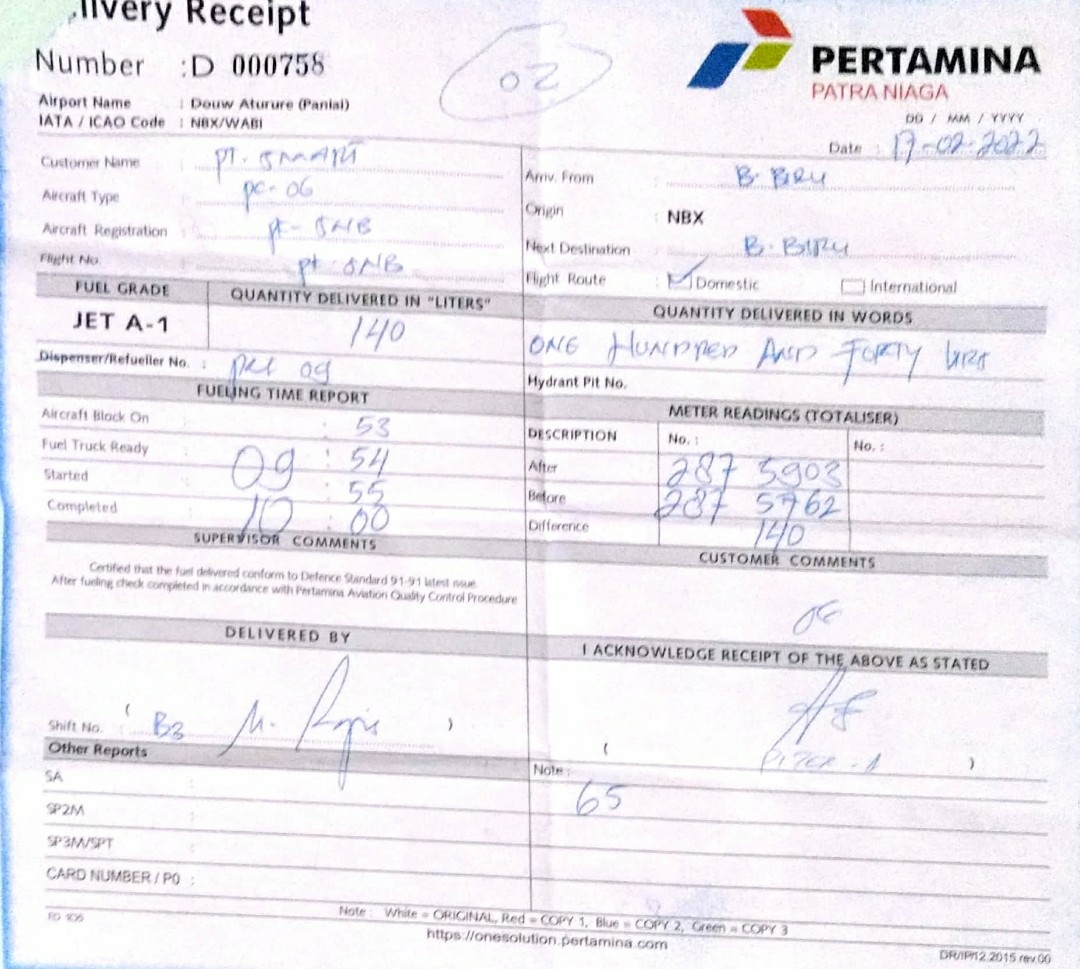 livery Receipt
Number : D 000758
02
PERTAMINA
PATRA NIAGA
Airport Name : Douw Aturure (Paniai)
IATA / ICAO Code : NBX/WABI
DD / MM / YYYY
Date : 17-02-2022
Customer Name : PT. SMART
Aircraft Type : pc-06
Aircraft Registration : pk-SNB
Flight No. : pk-SNB
Arriv. From : B. BIRU
Origin : NBX
Next Destination : B. BIRU
Flight Route : Domestic International
FUEL GRADE QUANTITY DELIVERED IN "LITERS" QUANTITY DELIVERED IN WORDS
JET A-1 140 ONE HUNDRED AND FORTY
Dispenser/Refueller No. : 09
Hydrant Pit No.
FUELING TIME REPORT
Aircraft Block On : 53
Fuel Truck Ready : 54
Started 09 : 55
Completed : 10 : 00
METER READINGS (TOTALISER)
DESCRIPTION No. : No. :
After 287 5903
Before 287 5762
Difference 140
SUPERVISOR COMMENTS
Certified that the fuel delivered conform to Defence Standard 91-91 latest issue.
After fueling check completed in accordance with Pertamina Aviation Quality Control Procedure
CUSTOMER COMMENTS
OK
DELIVERED BY
Shift No. : ( B3 )
I ACKNOWLEDGE RECEIPT OF THE ABOVE AS STATED
( PITER - A )
Other Reports
SA :
SP2M :
SP3M/SPT :
CARD NUMBER / PO :
Note :
65
Note : White = ORIGINAL, Red = COPY 1, Blue = COPY 2, Green = COPY 3
https://onesolution.pertamina.com
DR/IP/12.2015 rev.00